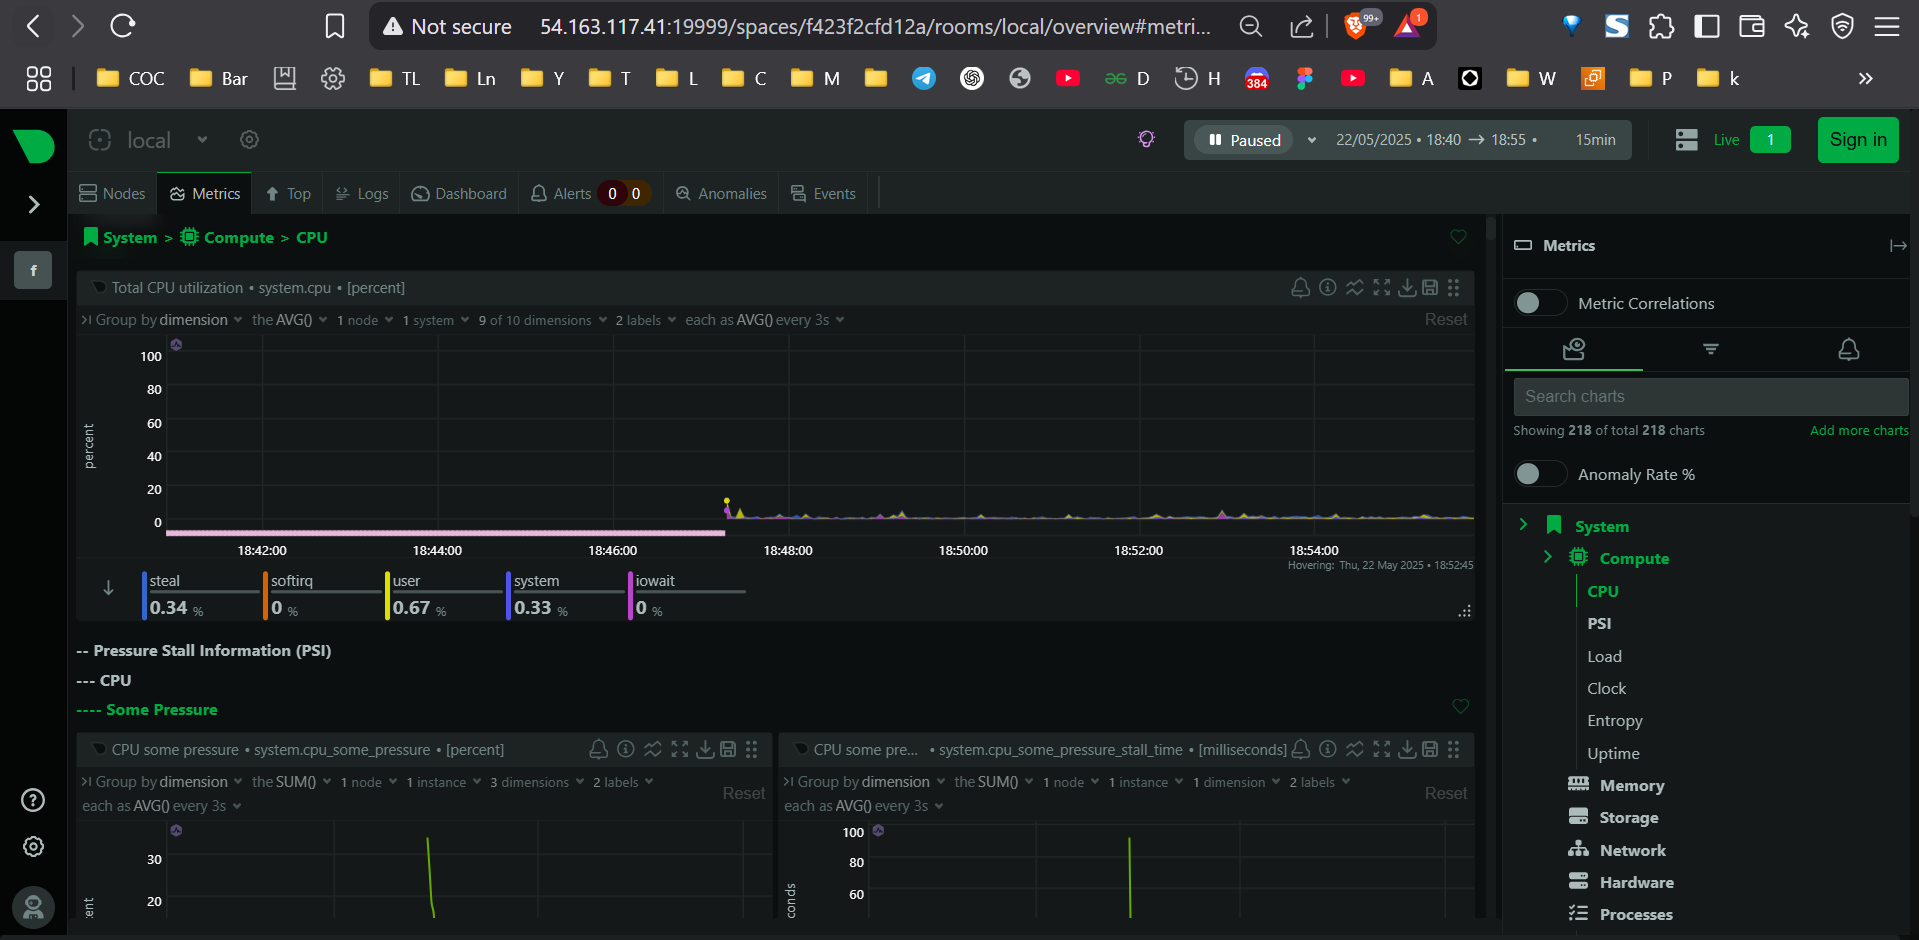 Not secure 54.163.117.41:19999/spaces/f423f2cfd12a/rooms/local/overview#metri... 99+ 1
COC Bar TL Ln Y T L C M D H 384 A W P k
local Paused 22/05/2025 • 18:40 → 18:55 • 15min Live 1 Sign in
Nodes Metrics Top Logs Dashboard Alerts 0 0 Anomalies Events
f
System > Compute > CPU
Total CPU utilization • system.cpu • [percent]
Group by dimension the AVG() 1 node 1 system 9 of 10 dimensions 2 labels each as AVG() every 3s Reset
percent
100
80
60
40
20
0
18:42:00 18:44:00 18:46:00 18:48:00 18:50:00 18:52:00 18:54:00
Hovering: Thu, 22 May 2025 • 18:52:45
steal softirq user system iowait
0.34 % 0 % 0.67 % 0.33 % 0 %
-- Pressure Stall Information (PSI)
--- CPU
---- Some Pressure
CPU some pressure • system.cpu_some_pressure • [percent]
Group by dimension the SUM() 1 node 1 instance 3 dimensions 2 labels
each as AVG() every 3s Reset
30
20
CPU some pre... • system.cpu_some_pressure_stall_time • [milliseconds]
Group by dimension the SUM() 1 node 1 instance 1 dimension 2 labels
each as AVG() every 3s Reset
100
80
60
Metrics
Metric Correlations
Search charts
Showing 218 of total 218 charts Add more charts
Anomaly Rate %
System
Compute
CPU
PSI
Load
Clock
Entropy
Uptime
Memory
Storage
Network
Hardware
Processes